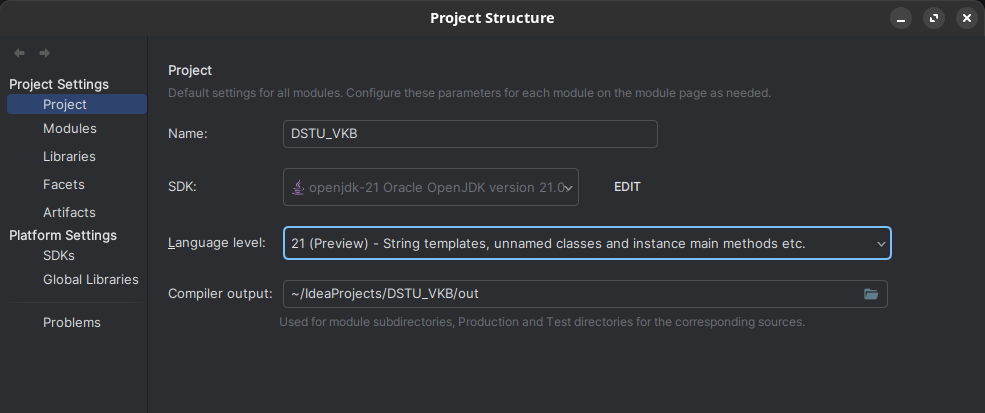 Project Structure
Project Settings
Project
Modules
Libraries
Facets
Artifacts
Platform Settings
SDKs
Global Libraries
Problems
Project
Default settings for all modules. Configure these parameters for each module on the module page as needed.
Name: DSTU_VKB
SDK: openjdk-21 Oracle OpenJDK version 21.0 EDIT
Language level: 21 (Preview) - String templates, unnamed classes and instance main methods etc.
Compiler output: ~/IdeaProjects/DSTU_VKB/out
Used for module subdirectories, Production and Test directories for the corresponding sources.